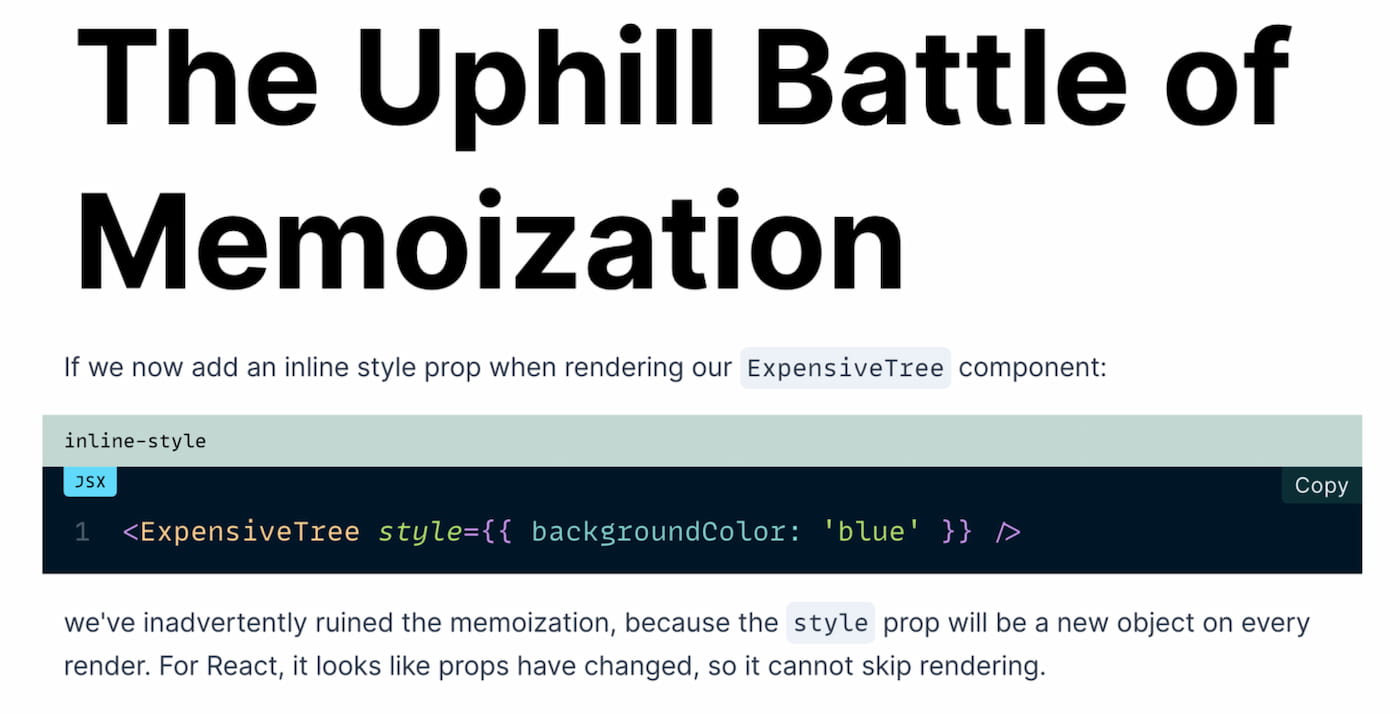 The Uphill Battle of
Memoization
If we now add an inline style prop when rendering our ExpensiveTree component:
inline-style
JSX
Copy
1 <ExpensiveTree style={{ backgroundColor: 'blue' }} />
we've inadvertently ruined the memoization, because the style prop will be a new object on every
render. For React, it looks like props have changed, so it cannot skip rendering.